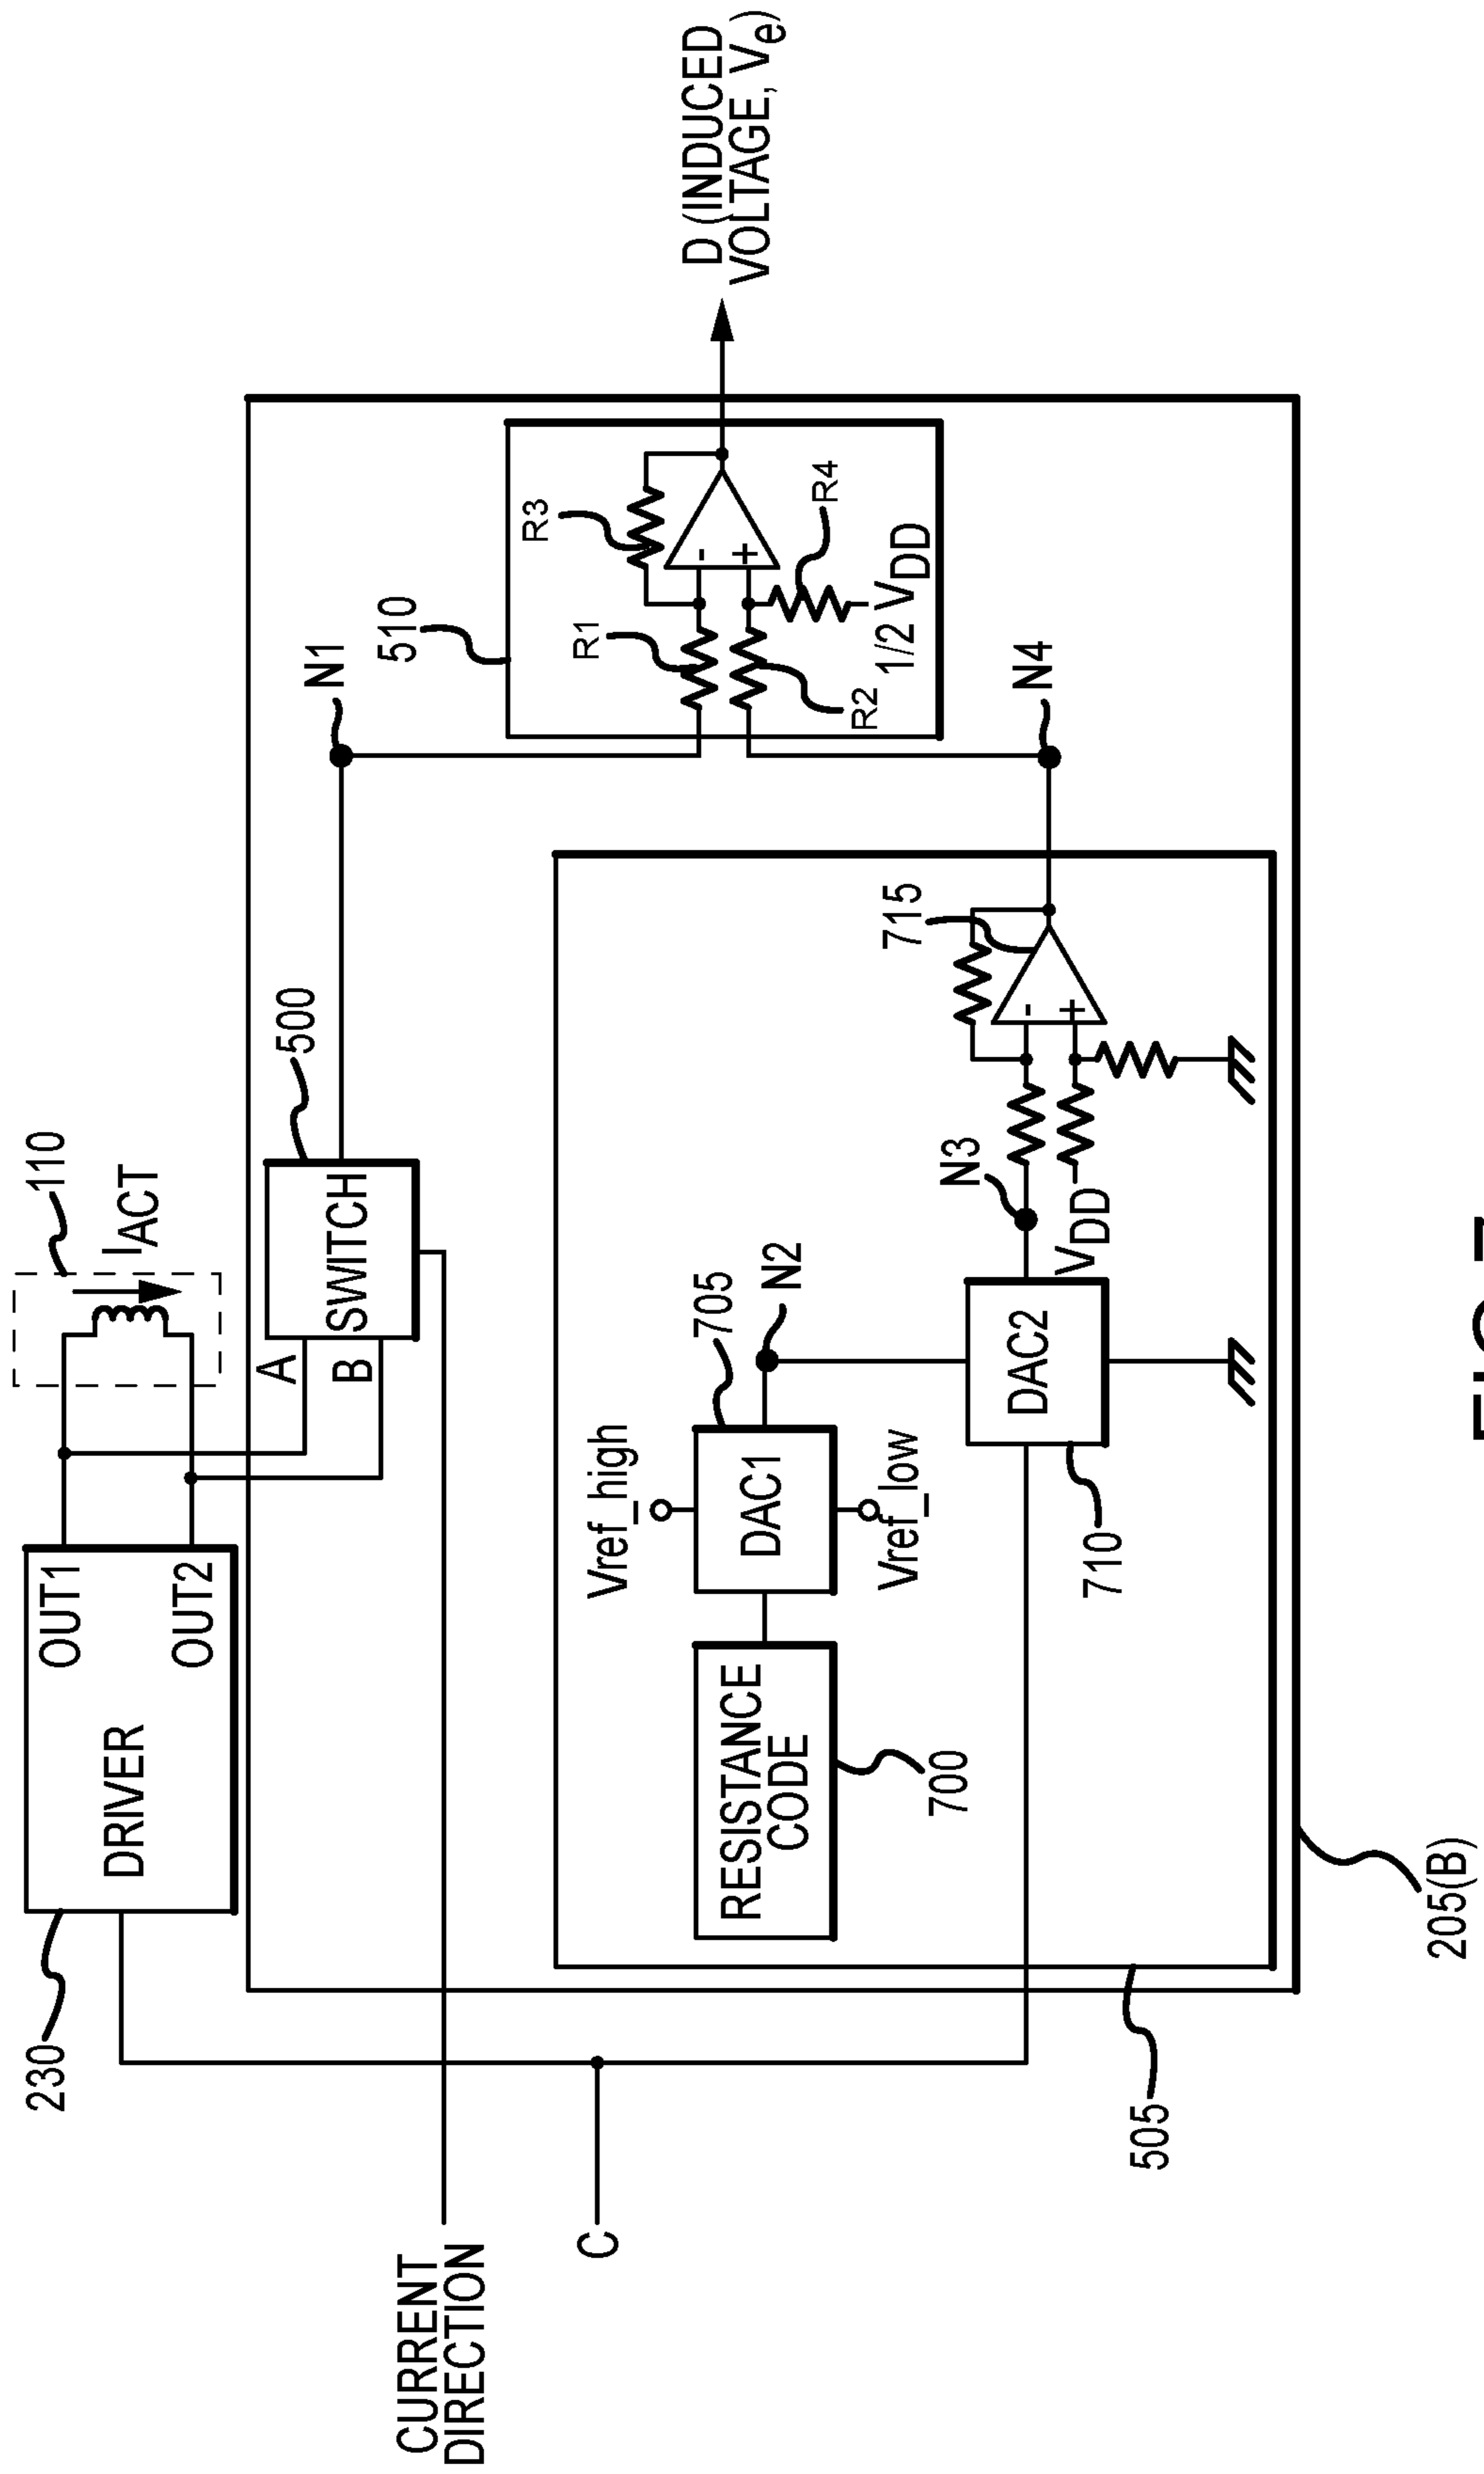 230
DRIVER
OUT1
OUT2
110
I ACT
CURRENT
DIRECTION
A
B
SWITCH
500
N1
510
R1
R3
R2
R4
-
+
1/2 VDD
D (INDUCED
VOLTAGE, Ve)
C
RESISTANCE
CODE
700
Vref_high
DAC1
Vref_low
705
N2
DAC2
710
N3
VDD
-
+
715
N4
505
205(B)